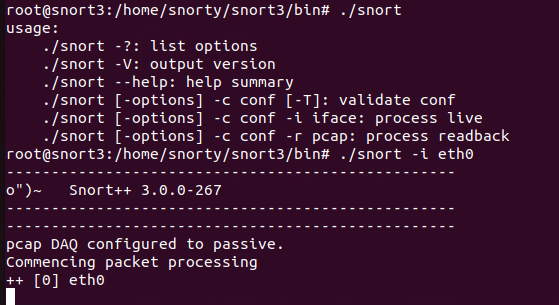 root@snort3:/home/snorty/snort3/bin# ./snort
usage:
    ./snort -?: list options
    ./snort -V: output version
    ./snort --help: help summary
    ./snort [-options] -c conf [-T]: validate conf
    ./snort [-options] -c conf -i iface: process live
    ./snort [-options] -c conf -r pcap: process readback
root@snort3:/home/snorty/snort3/bin# ./snort -i eth0
--------------------------------------------------
o")~   Snort++ 3.0.0-267
--------------------------------------------------
--------------------------------------------------
pcap DAQ configured to passive.
Commencing packet processing
++ [0] eth0